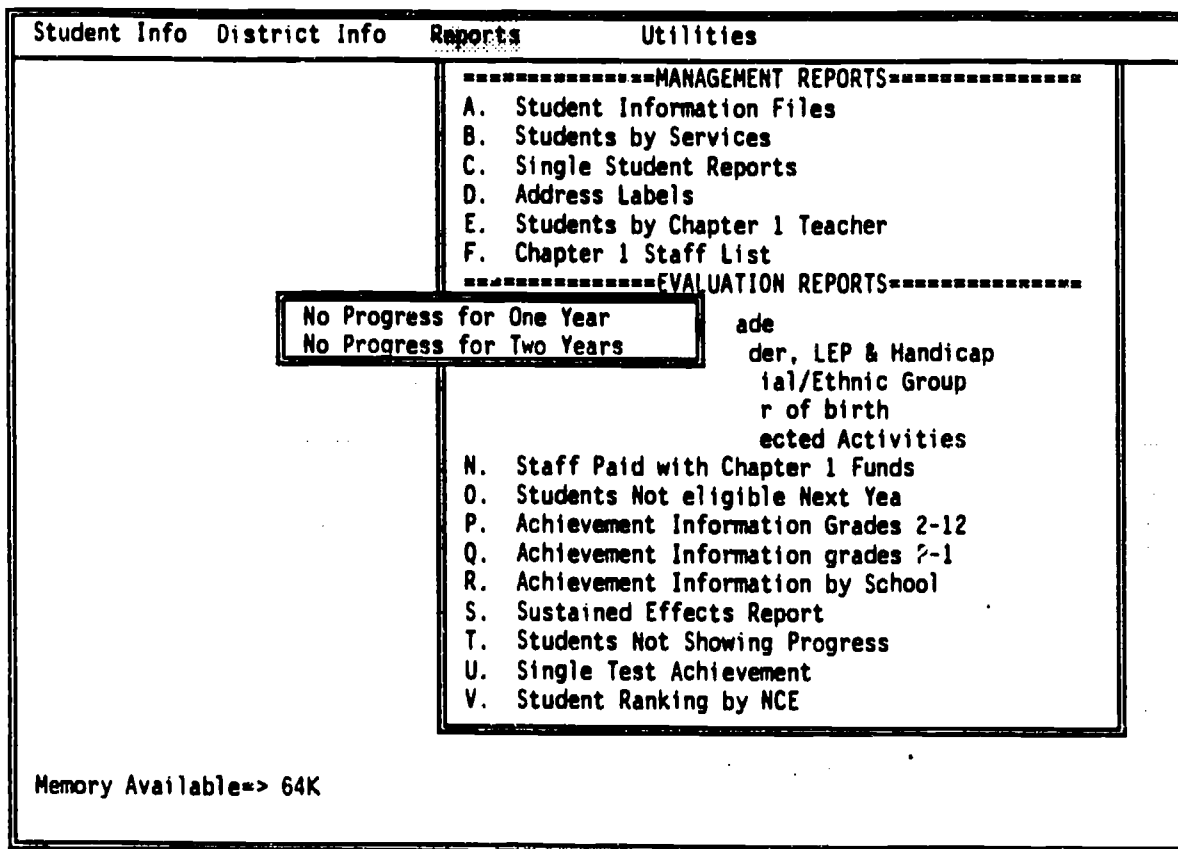 Student Info District Info Reports Utilities
===============MANAGEMENT REPORTS===============
A. Student Information Files
B. Students by Services
C. Single Student Reports
D. Address Labels
E. Students by Chapter 1 Teacher
F. Chapter 1 Staff List
===============EVALUATION REPORTS===============
No Progress for One Year ade
No Progress for Two Years der, LEP & Handicap
ial/Ethnic Group
r of birth
ected Activities
N. Staff Paid with Chapter 1 Funds
O. Students Not eligible Next Yea
P. Achievement Information Grades 2-12
Q. Achievement Information grades -1
R. Achievement Information by School
S. Sustained Effects Report
T. Students Not Showing Progress
U. Single Test Achievement
V. Student Ranking by NCE
Memory Available=> 64K